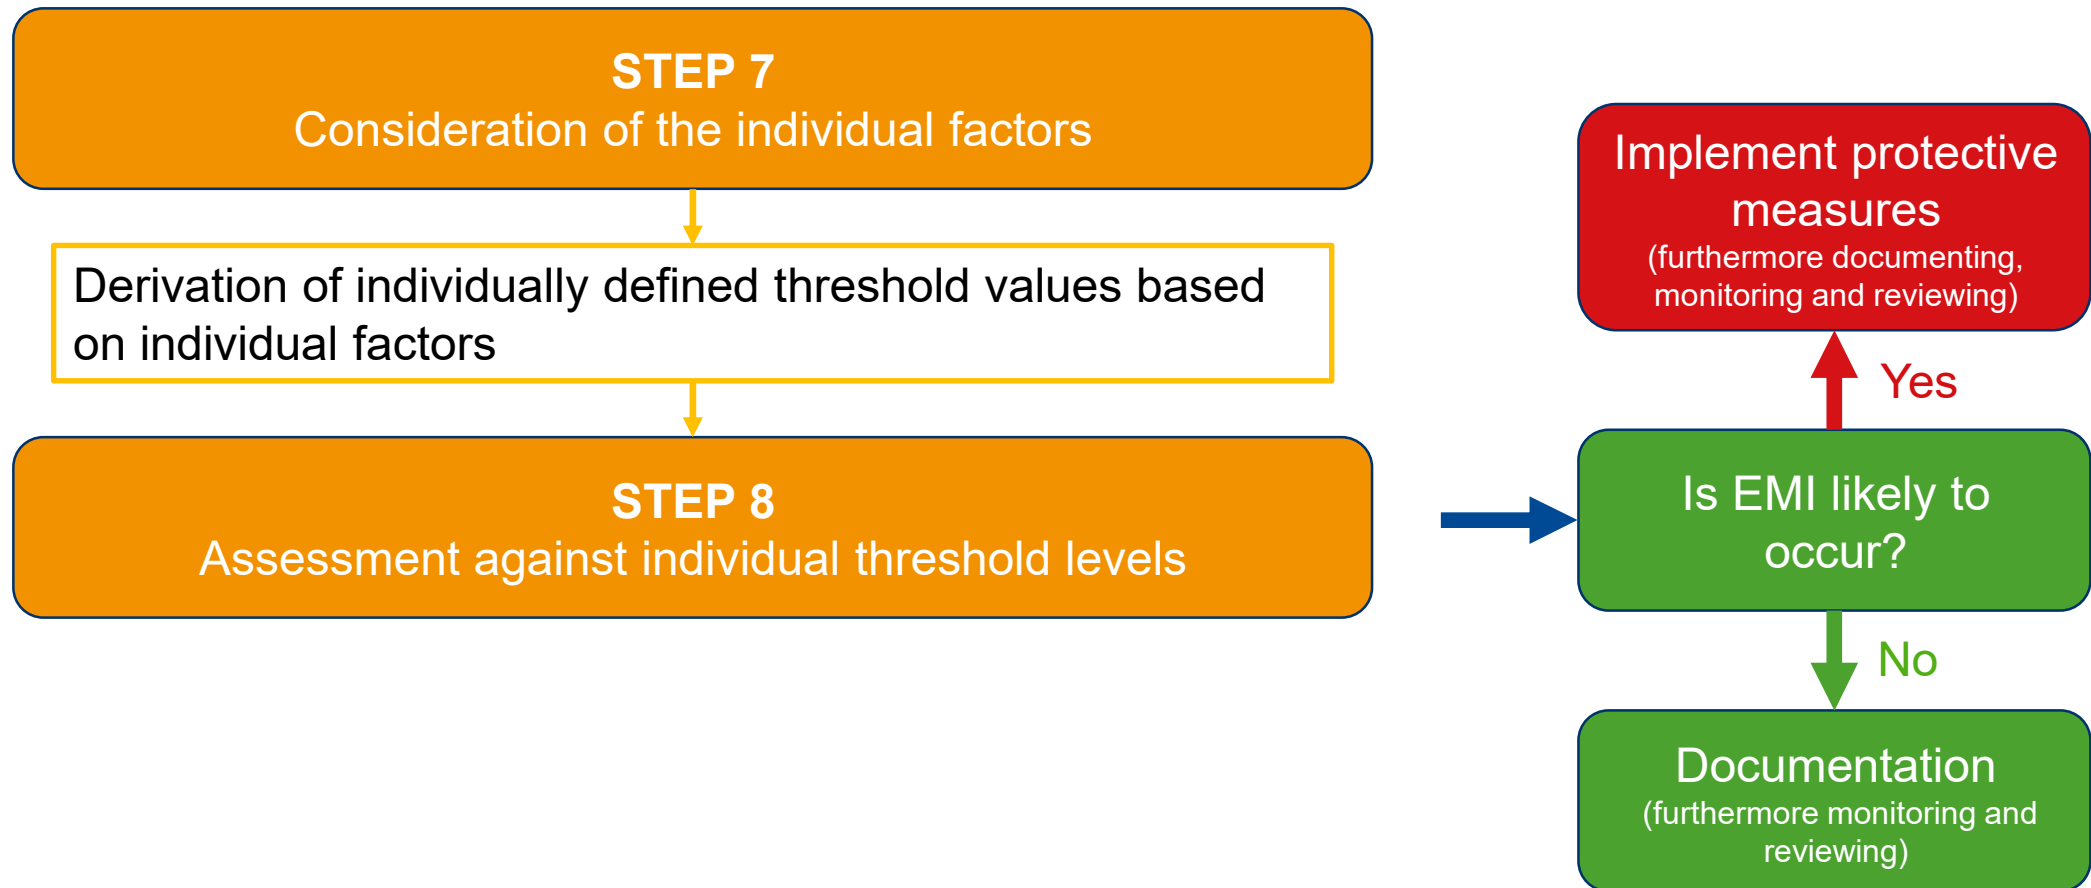 STEP 7
Consideration of the individual factors
Derivation of individually defined threshold values based
on individual factors
STEP 8
Assessment against individual threshold levels
Implement protective
measures
(furthermore documenting,
monitoring and reviewing)
Yes
Is EMI likely to
occur?
No
Documentation
(furthermore monitoring and
reviewing)